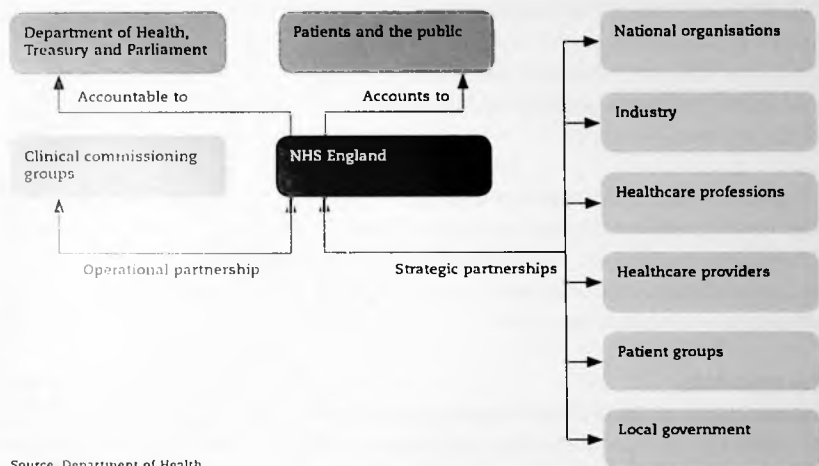 Department of Health,
Treasury and Parliament
Patients and the public
National organisations
Accountable to
Accounts to
Industry
Clinical commissioning
groups
NHS England
Healthcare professions
Operational partnership
Strategic partnerships
Healthcare providers
Patient groups
Local government
Source Department of Health